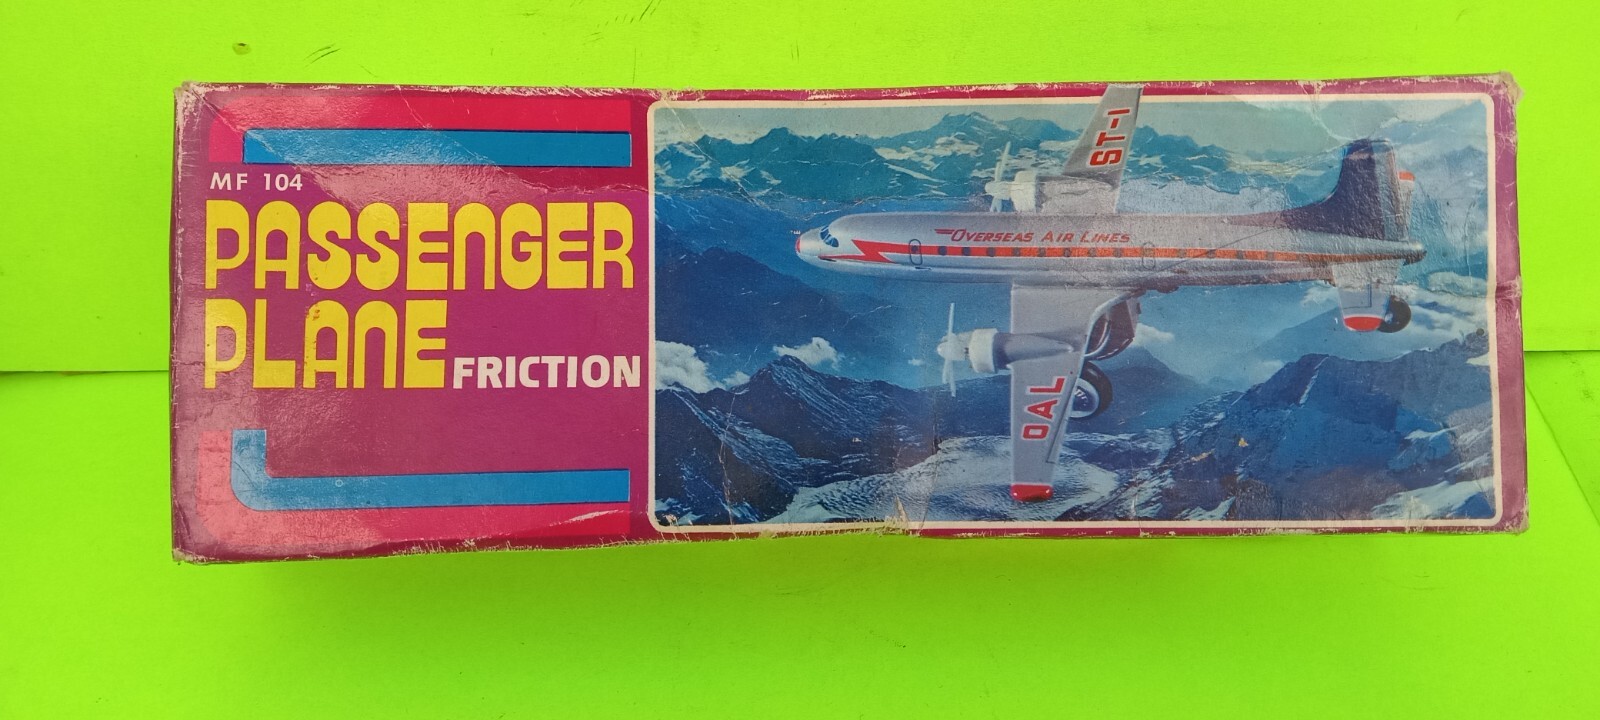 MF 104
PASSENGER
PLANE FRICTION
ST-1
OVERSEAS AIR LINES
OAL